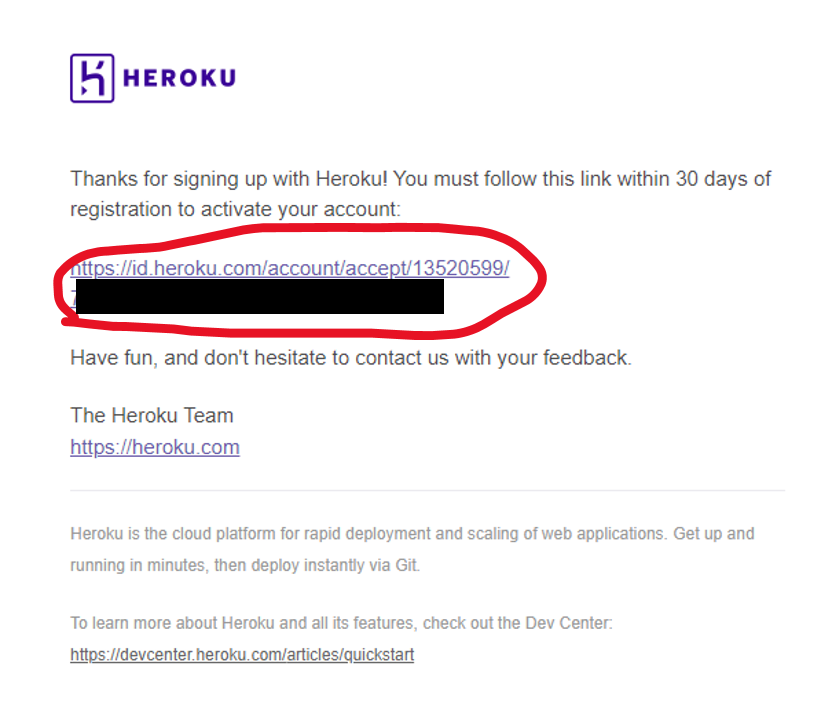 HEROKU
Thanks for signing up with Heroku! You must follow this link within 30 days of
registration to activate your account:
https://id.heroku.com/account/accept/13520599/
Have fun, and don't hesitate to contact us with your feedback.
The Heroku Team
https://heroku.com
Heroku is the cloud platform for rapid deployment and scaling of web applications. Get up and
running in minutes, then deploy instantly via Git.
To learn more about Heroku and all its features, check out the Dev Center:
https://devcenter.heroku.com/articles/quickstart